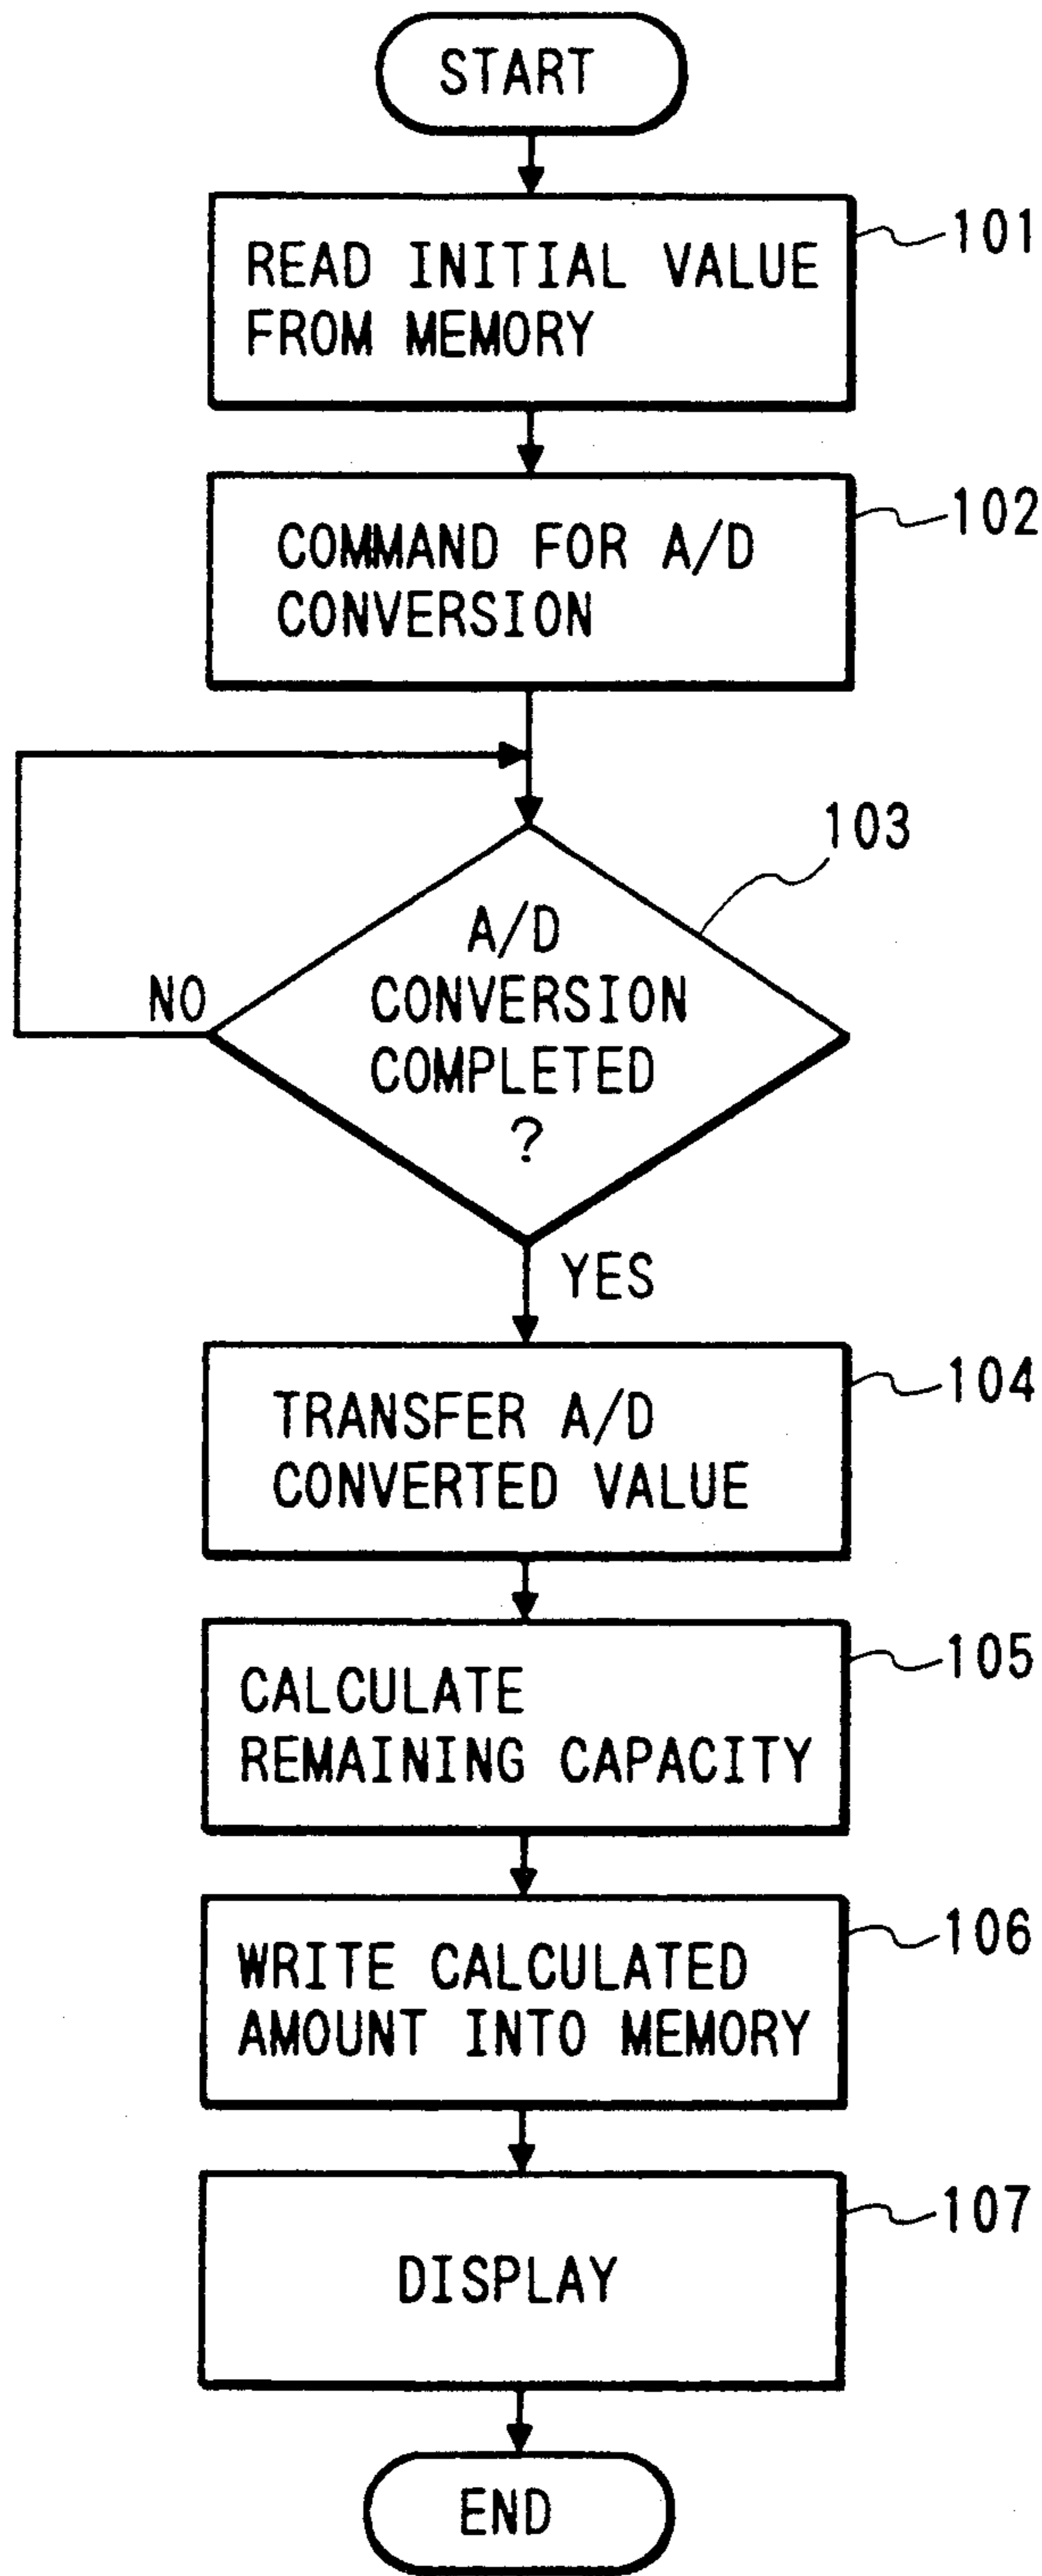 START
READ INITIAL VALUE
FROM MEMORY
101
COMMAND FOR A/D
CONVERSION
102
103
A/D
CONVERSION
COMPLETED
?
NO
YES
TRANSFER A/D
CONVERTED VALUE
104
CALCULATE
REMAINING CAPACITY
105
WRITE CALCULATED
AMOUNT INTO MEMORY
106
DISPLAY
107
END